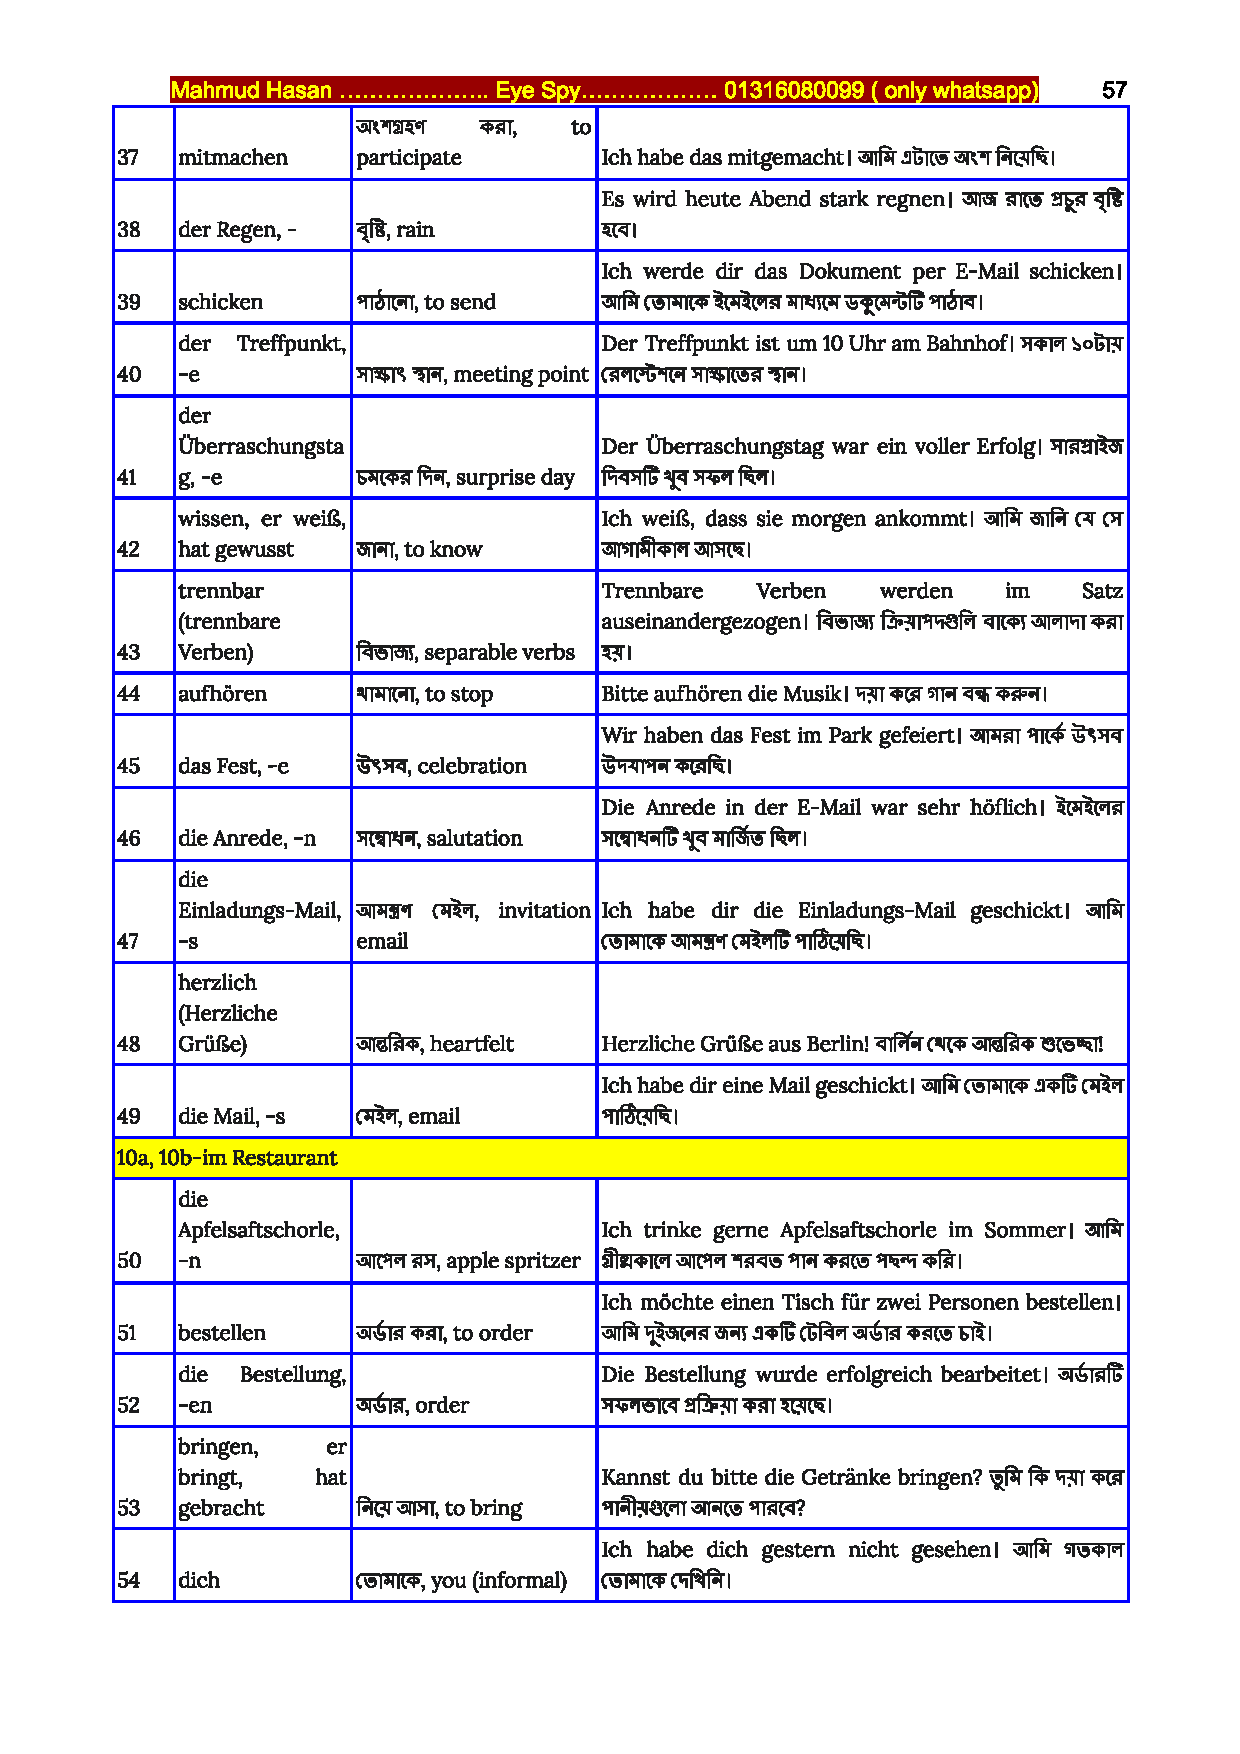 Mahmud Hasan ……………….. Eye Spy……………… 01316080099 ( only whatsapp) 57
অংশগ্রহণ করা, to
37 mitmachen participate Ich habe das mitgemacht। আমি এটাতে অংশ নিয়েছি।
Es wird heute Abend stark regnen। আজ রাতে প্রচুর বৃষ্টি
38 der Regen, - বৃষ্টি, rain হবে।
Ich werde dir das Dokument per E-Mail schicken।
39 schicken পাঠানো, to send আমি তোমাকে ইমেইলের মাধ্যমে ডকুমেন্টটি পাঠাব।
der Treffpunkt, Der Treffpunkt ist um 10 Uhr am Bahnhof। সকাল ১০টায়
40 -e সাক্ষাৎ স্থান, meeting point রেলস্টেশনে সাক্ষাতের স্থান।
der
Überraschungsta Der Überraschungstag war ein voller Erfolg। সারপ্রাইজ
41 g, -e চমকের দিন, surprise day দিবসটি খুব সফল ছিল।
wissen, er weiß, Ich weiß, dass sie morgen ankommt। আমি জানি যে সে
42 hat gewusst জানা, to know আগামীকাল আসছে।
trennbar Trennbare Verben werden im Satz
(trennbare auseinandergezogen। বিভাজ্য ক্রিয়াপদগুলি বাক্যে আলাদা করা
43 Verben) বিভাজ্য, separable verbs হয়।
44 aufhören থামানো, to stop Bitte aufhören die Musik। দয়া করে গান বন্ধ করুন।
Wir haben das Fest im Park gefeiert। আমরা পার্কে উৎসব
45 das Fest, -e উৎসব, celebration উদযাপন করেছি।
Die Anrede in der E-Mail war sehr höflich। ইমেইলের
46 die Anrede, -n সম্বোধন, salutation সম্বোধনটি খুব মার্জিত ছিল।
die
Einladungs-Mail, আমন্ত্রণ মেইল, invitation Ich habe dir die Einladungs-Mail geschickt। আমি
47 -s email তোমাকে আমন্ত্রণ মেইলটি পাঠিয়েছি।
herzlich
(Herzliche
48 Grüße) আন্তরিক, heartfelt Herzliche Grüße aus Berlin! বার্লিন থেকে আন্তরিক শুভেচ্ছা!
Ich habe dir eine Mail geschickt। আমি তোমাকে একটি মেইল
49 die Mail, -s মেইল, email পাঠিয়েছি।
10a, 10b-im Restaurant
die
Apfelsaftschorle, Ich trinke gerne Apfelsaftschorle im Sommer। আমি
50 -n আপেল রস, apple spritzer গ্রীষ্মকালে আপেল শরবত পান করতে পছন্দ করি।
Ich möchte einen Tisch für zwei Personen bestellen।
51 bestellen অর্ডার করা, to order আমি দুইজনের জন্য একটি টেবিল অর্ডার করতে চাই।
die Bestellung, Die Bestellung wurde erfolgreich bearbeitet। অর্ডারটি
52 -en অর্ডার, order সফলভাবে প্রক্রিয়া করা হয়েছে।
bringen, er
bringt, hat Kannst du bitte die Getränke bringen? তুমি কি দয়া করে
53 gebracht নিয়ে আসা, to bring পানীয়গুলো আনতে পারবে?
Ich habe dich gestern nicht gesehen। আমি গতকাল
54 dich তোমাকে, you (informal) তোমাকে দেখিনি।